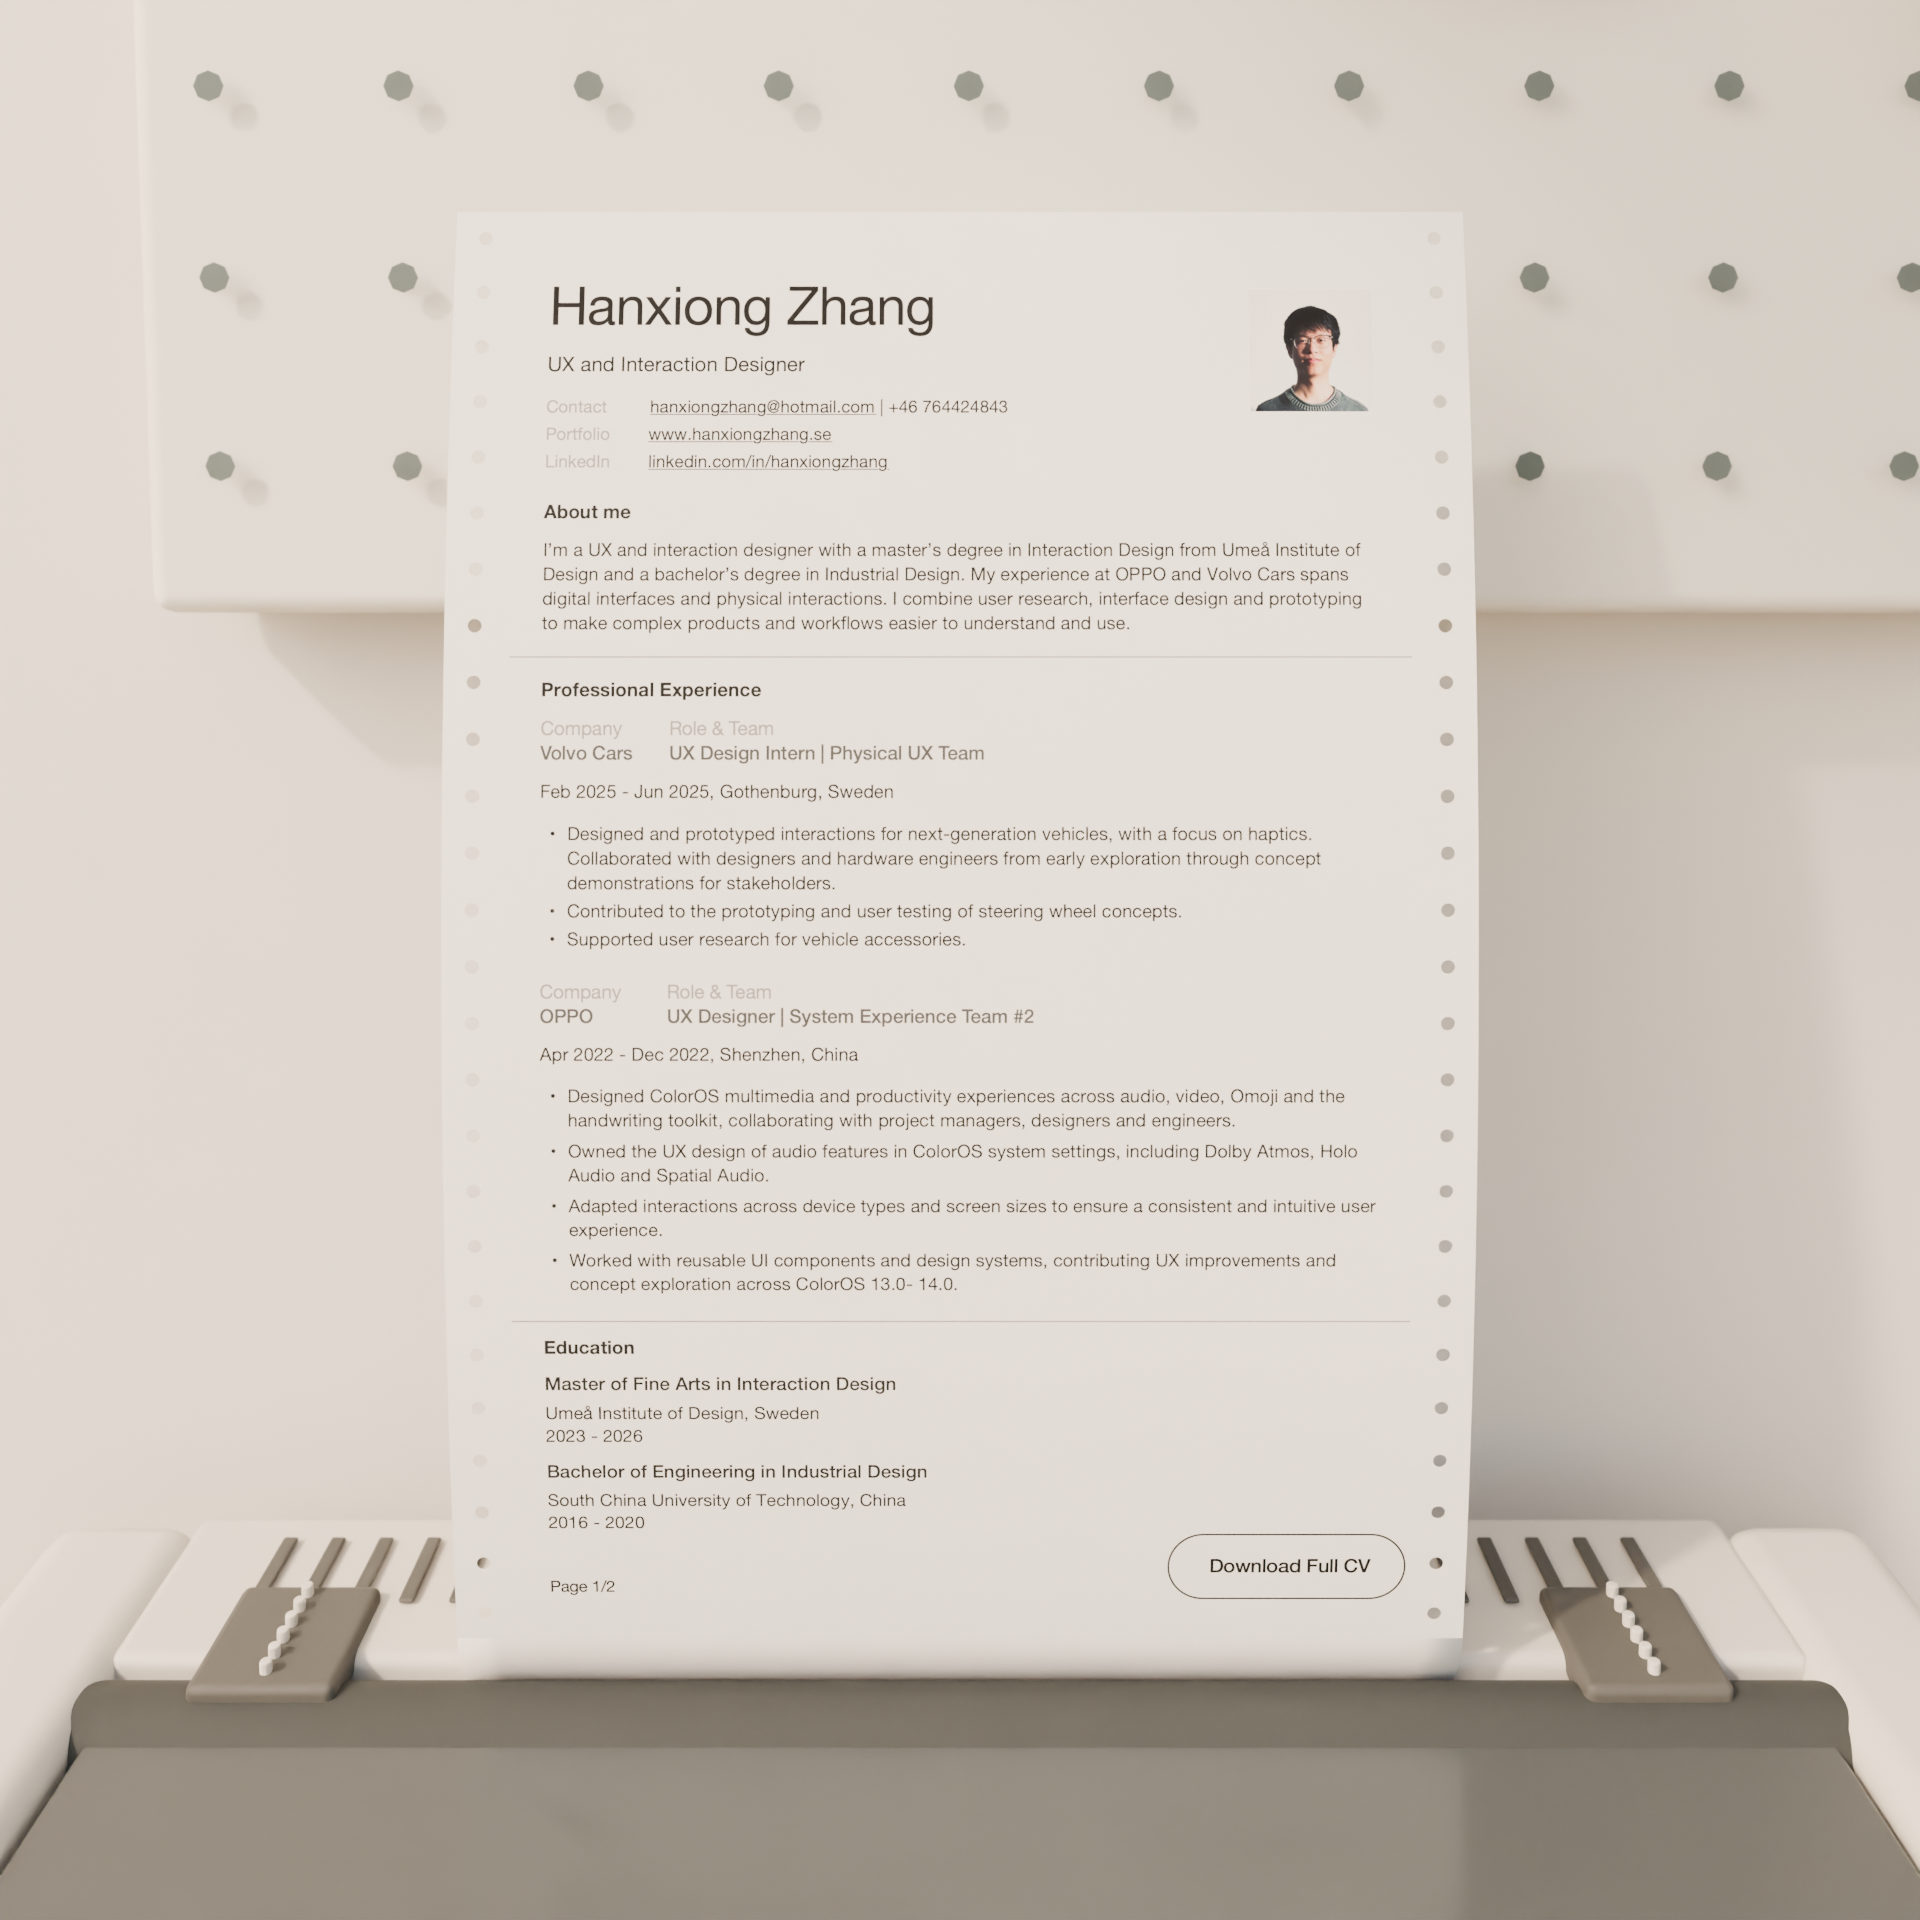 Hanxiong Zhang
UX and Interaction Designer
Contact hanxiongzhang@hotmail.com | +46 764424843
Portfolio www.hanxiongzhang.se
LinkedIn linkedin.com/in/hanxiongzhang
About me
I'm a UX and interaction designer with a master's degree in Interaction Design from Umeå Institute of
Design and a bachelor's degree in Industrial Design. My experience at OPPO and Volvo Cars spans
digital interfaces and physical interactions. I combine user research, interface design and prototyping
to make complex products and workflows easier to understand and use.
Professional Experience
Company Role & Team
Volvo Cars UX Design Intern | Physical UX Team
Feb 2025 - Jun 2025, Gothenburg, Sweden
• Designed and prototyped interactions for next-generation vehicles, with a focus on haptics.
Collaborated with designers and hardware engineers from early exploration through concept
demonstrations for stakeholders.
• Contributed to the prototyping and user testing of steering wheel concepts.
• Supported user research for vehicle accessories.
Company Role & Team
OPPO UX Designer | System Experience Team #2
Apr 2022 - Dec 2022, Shenzhen, China
• Designed ColorOS multimedia and productivity experiences across audio, video, Omoji and the
handwriting toolkit, collaborating with project managers, designers and engineers.
• Owned the UX design of audio features in ColorOS system settings, including Dolby Atmos, Holo
Audio and Spatial Audio.
• Adapted interactions across device types and screen sizes to ensure a consistent and intuitive user
experience.
• Worked with reusable UI components and design systems, contributing UX improvements and
concept exploration across ColorOS 13.0- 14.0.
Education
Master of Fine Arts in Interaction Design
Umeå Institute of Design, Sweden
2023 - 2026
Bachelor of Engineering in Industrial Design
South China University of Technology, China
2016 - 2020
Download Full CV
Page 1/2